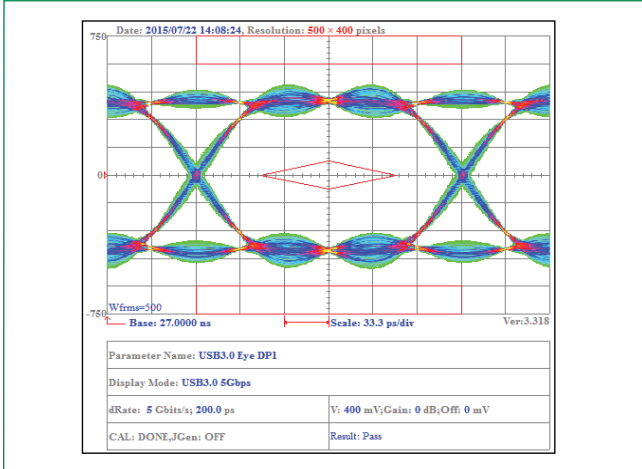 Date: 2015/07/22 14:08:24, Resolution: 500 × 400 pixels
750
0
Wfrms=500
-750
Base: 27.0000 ns
Scale: 33.3 ps/div
Ver:3.318
Parameter Name: USB3.0 Eye DP1
Display Mode: USB3.0 5Gbps
dRate: 5 Gbits/s; 200.0 ps
V: 400 mV;Gain: 0 dB;Off: 0 mV
CAL: DONE,JGen: OFF
Result: Pass